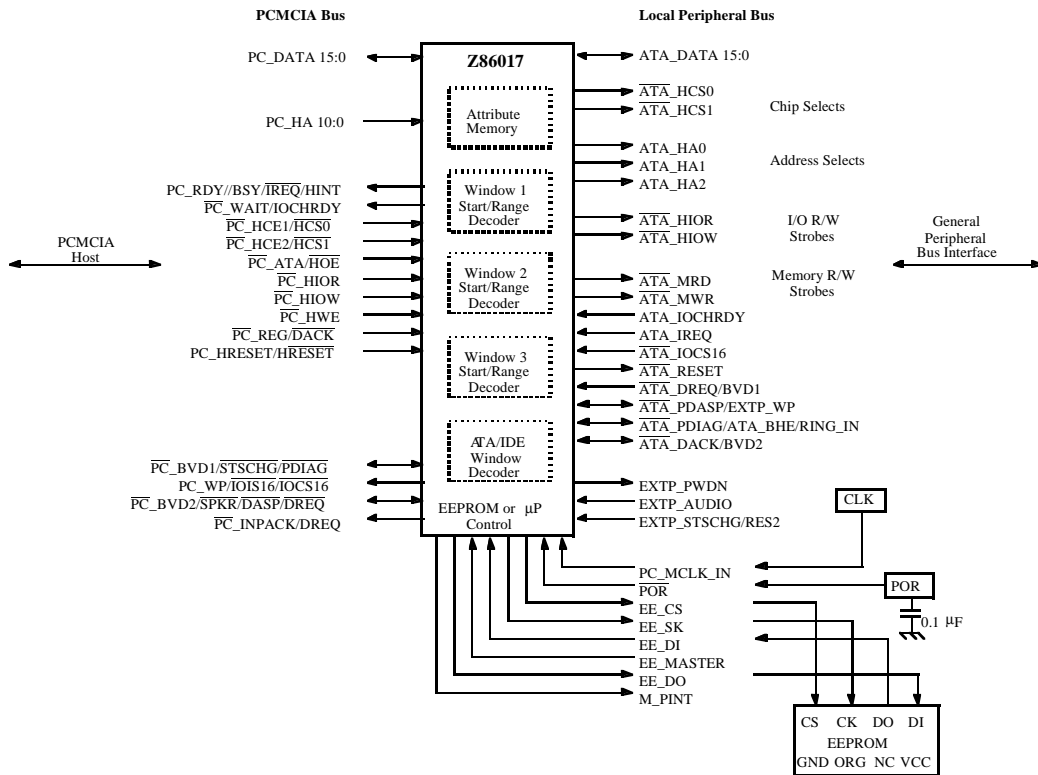 PCMCIA Bus
Local Peripheral Bus
PC_DATA 15:0
Z86017
ATA_DATA 15:0
Attribute
Memory
ATA_HCS0
ATA_HCS1
Chip Selects
PC_HA 10:0
ATA_HA0
ATA_HA1
ATA_HA2
Address Selects
PC_RDY//BSY/IREQ/HINT
PC_WAIT/IOCHRDY
PC_HCE1/HCS0
PC_HCE2/HCS1
PC_ATA/HOE
PC_HIOR
PC_HIOW
PC_HWE
PC_REG/DACK
PC_HRESET/HRESET
PCMCIA
Host
Window 1
Start/Range
Decoder
Window 2
Start/Range
Decoder
Window 3
Start/Range
Decoder
ATA/IDE
Window
Decoder
ATA_HIOR
ATA_HIOW
I/O R/W
Strobes
General
Peripheral
Bus Interface
ATA_MRD
ATA_MWR
Memory R/W
Strobes
ATA_IOCHRDY
ATA_IREQ
ATA_IOCS16
ATA_RESET
ATA_DREQ/BVD1
ATA_PDASP/EXTP_WP
ATA_PDIAG/ATA_BHE/RING_IN
ATA_DACK/BVD2
PC_BVD1/STSCHG/PDIAG
PC_WP/IOIS16/IOCS16
PC_BVD2/SPKR/DASP/DREQ
PC_INPACK/DREQ
EEPROM or µP
Control
EXTP_PWDN
EXTP_AUDIO
EXTP_STSCHG/RES2
CLK
PC_MCLK_IN
POR
EE_CS
EE_SK
EE_DI
EE_MASTER
EE_DO
M_PINT
POR
0.1 µF
CS CK DO DI
EEPROM
GND ORG NC VCC